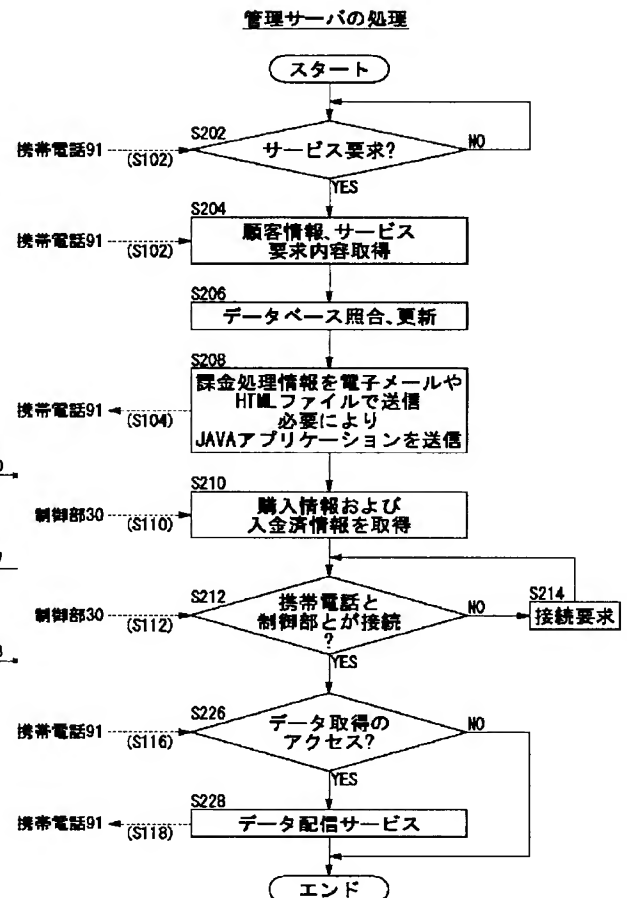 管理サーバの処理
スタート
S202
携帯電話91
(S102)
サービス要求?
NO
YES
S204
携帯電話91
(S102)
顧客情報、サービス
要求内容取得
S206
データベース照合、更新
S208
課金処理情報を電子メールや
HTMLファイルで送信
必要により
JAVAアプリケーションを送信
携帯電話91
(S104)
S210
購入情報および
入金済情報を取得
制御部30
(S110)
S212
携帯電話と
制御部とが接続
?
制御部30
(S112)
NO
S214
接続要求
YES
S226
データ取得の
アクセス?
携帯電話91
(S116)
NO
YES
S228
データ配信サービス
携帯電話91
(S118)
エンド